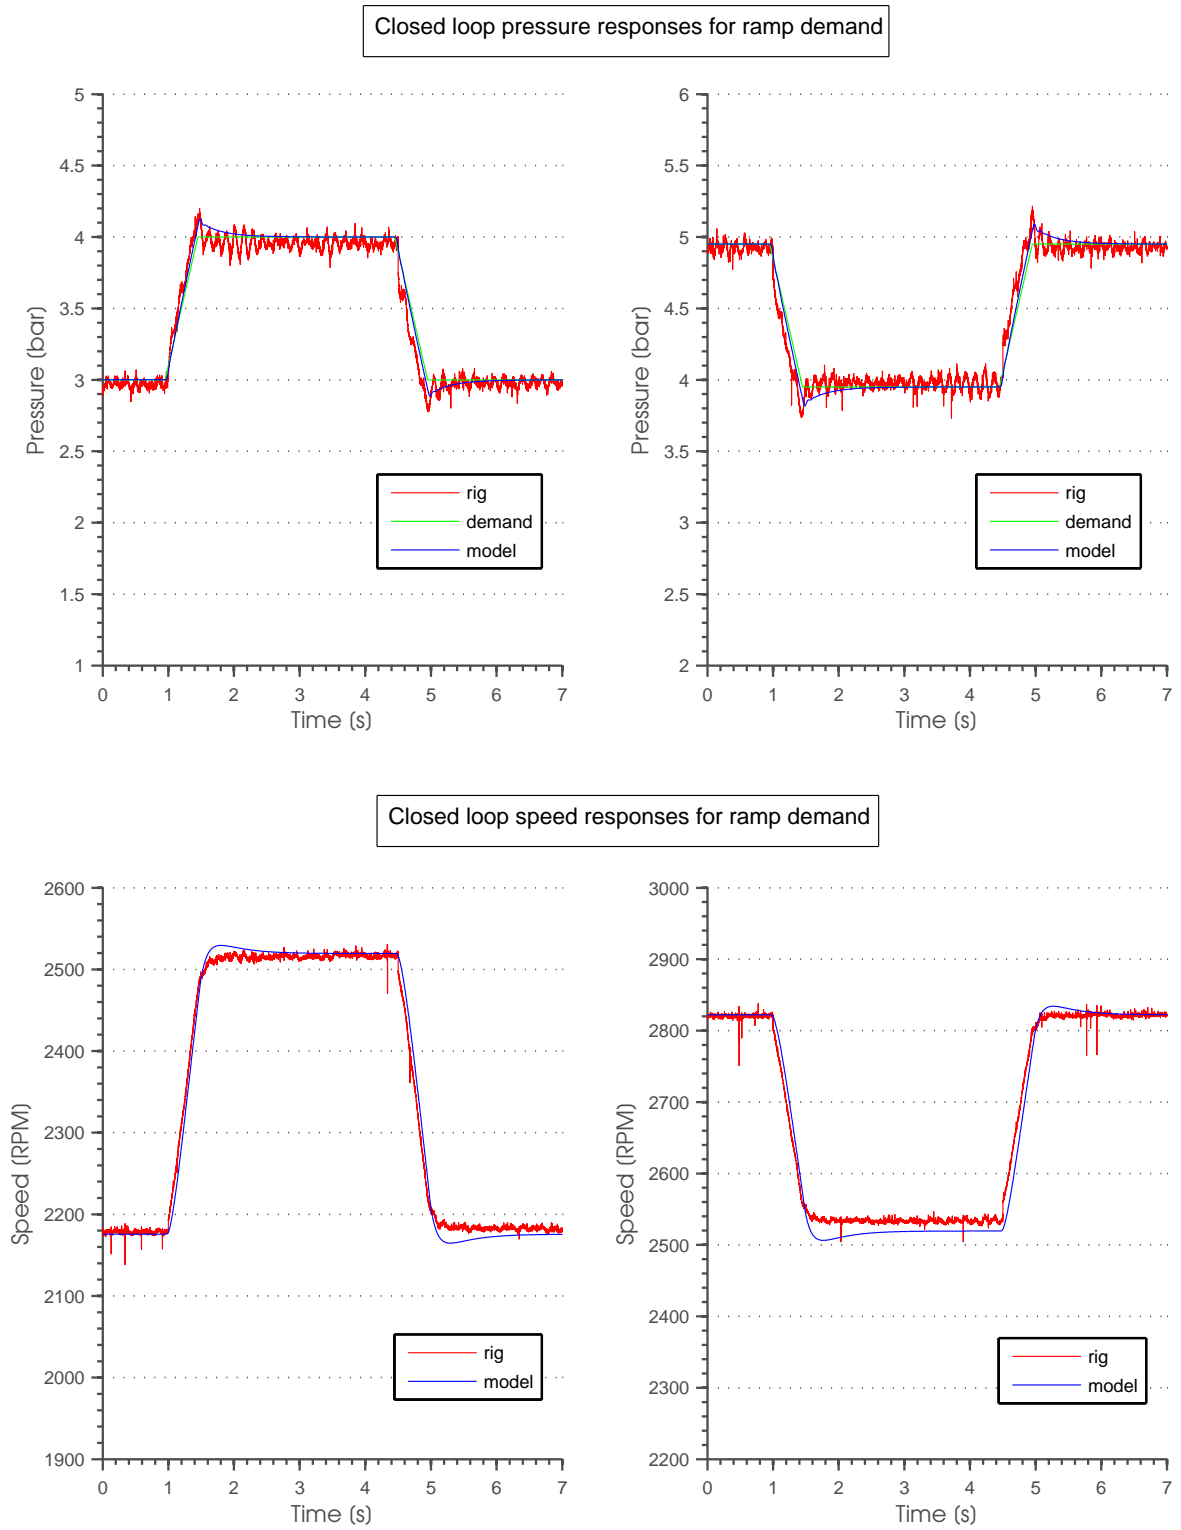 Closed loop pressure responses for ramp demand
5
4.5
4
3.5
3
2.5
2
1.5
1
0 1 2 3 4 5 6 7
Pressure (bar)
Time (s)
rig
demand
model
6
5.5
5
4.5
4
3.5
3
2.5
2
0 1 2 3 4 5 6 7
Pressure (bar)
Time (s)
rig
demand
model
Closed loop speed responses for ramp demand
2600
2500
2400
2300
2200
2100
2000
1900
0 1 2 3 4 5 6 7
Speed (RPM)
Time (s)
rig
model
3000
2900
2800
2700
2600
2500
2400
2300
2200
0 1 2 3 4 5 6 7
Speed (RPM)
Time (s)
rig
model